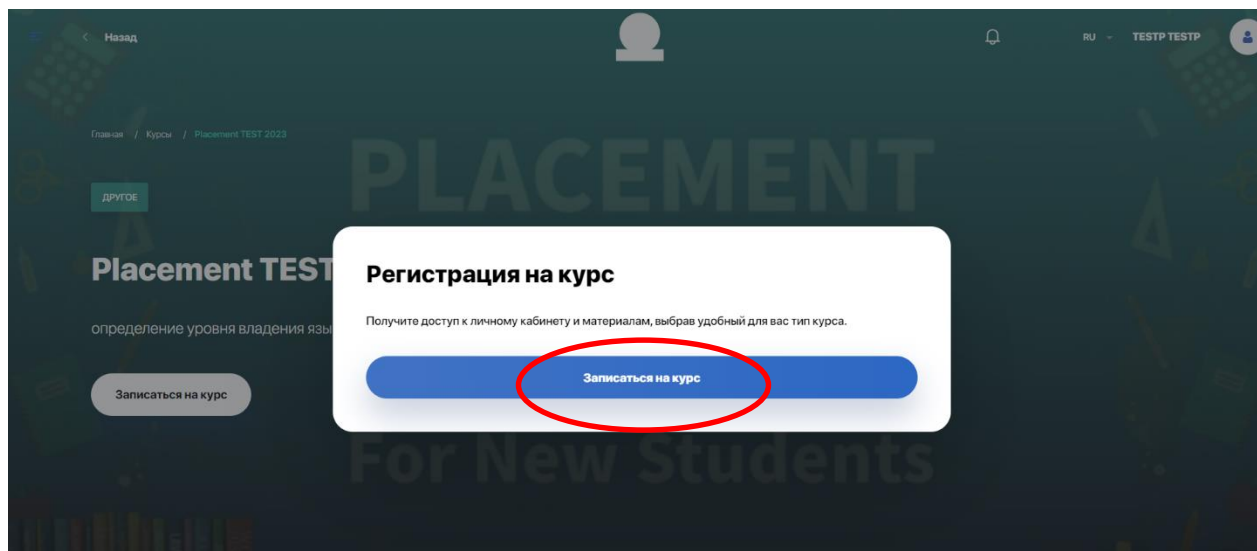 Назад
RU
TESTP TESTP
Главная / Курсы / Placement TEST 2023
PLACEMENT
ДРУГОЕ
Placement TEST
Регистрация на курс
определение уровня владения язы
Получите доступ к личному кабинету и материалам, выбрав удобный для вас тип курса.
Записаться на курс
Записаться на курс
For New Students